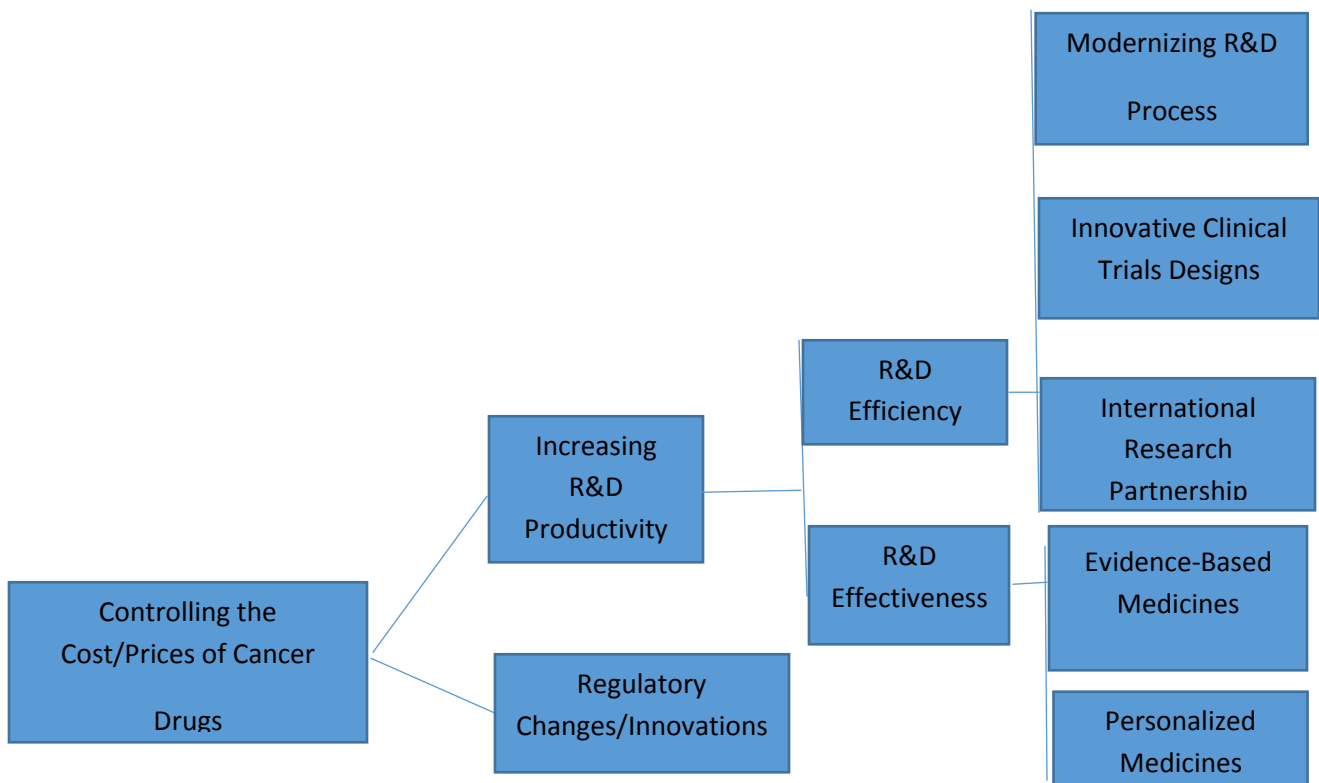 Modernizing R&D
Process
Innovative Clinical
Trials Designs
R&D
Efficiency
International
Research
Partnership
Increasing
R&D
Productivity
R&D
Effectiveness
Evidence-Based
Medicines
Controlling the
Cost/Prices of Cancer
Drugs
Regulatory
Changes/Innovations
Personalized
Medicines